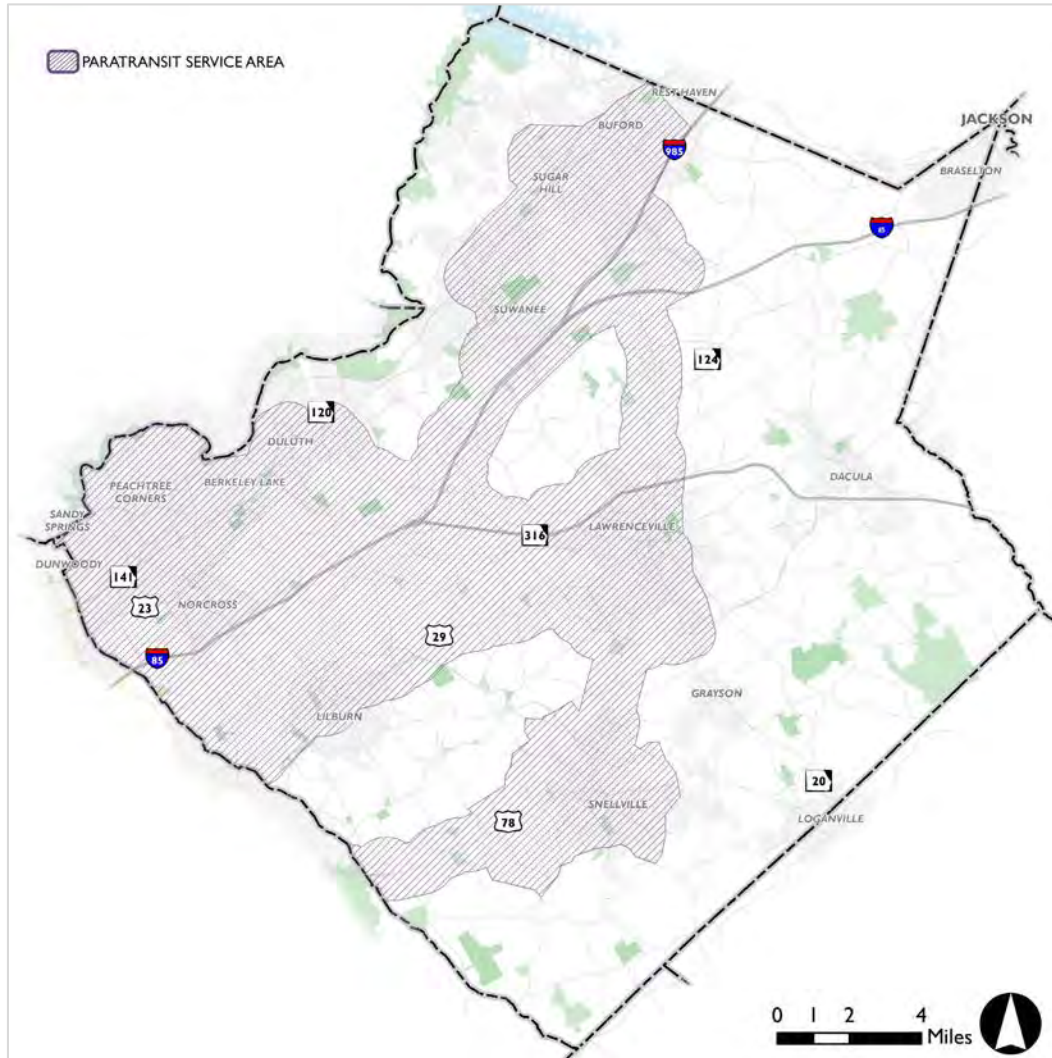 PARATRANSIT SERVICE AREA
REST HAVEN
BUFORD
JACKSON
985
BRASELTON
SUGAR
HILL
85
SUWANEE
124
120
DULUTH
PEACHTREE
CORNERS
BERKELEY LAKE
DACULA
SANDY
SPRINGS
LAWRENCEVILLE
316
DUNWOODY
141
23
NORCROSS
29
85
GRAYSON
LILBURN
20
SNELLVILLE
78
LOGANVILLE
0 1 2 4
Miles